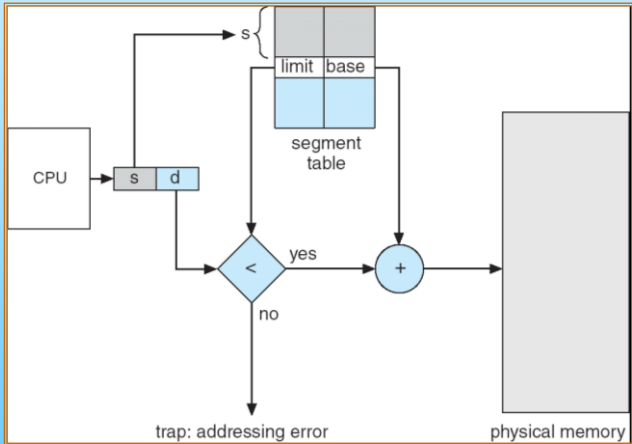 s
limit base
segment
table
CPU
s d
< yes +
no
trap: addressing error
physical memory